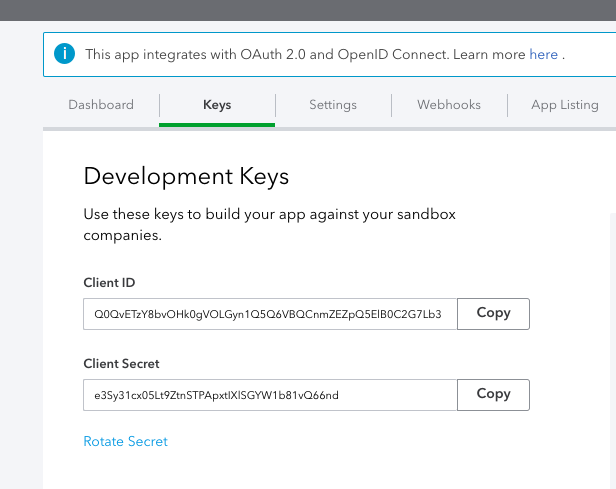 This app integrates with OAuth 2.0 and OpenID Connect. Learn more here .
Dashboard
Keys
Settings
Webhooks
App Listing
Development Keys
Use these keys to build your app against your sandbox
companies.
Client ID
Q0QvETzY8bvOHk0gVOLGyn1Q5Q6VBQCnmZEZpQ5ElB0C2G7Lb3
Copy
Client Secret
e3Sy31cx05Lt9ZtnSTPApxtIXlSGYW1b81vQ66nd
Copy
Rotate Secret